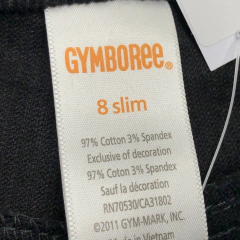 GYMBOREE®
8 slim
97% Cotton 3% Spandex
Exclusive of decoration
97% Coton 3% Spandex
Sauf la décoration
RN70530/CA31802
©2011 GYM-MARK, INC.
Made in Vietnam